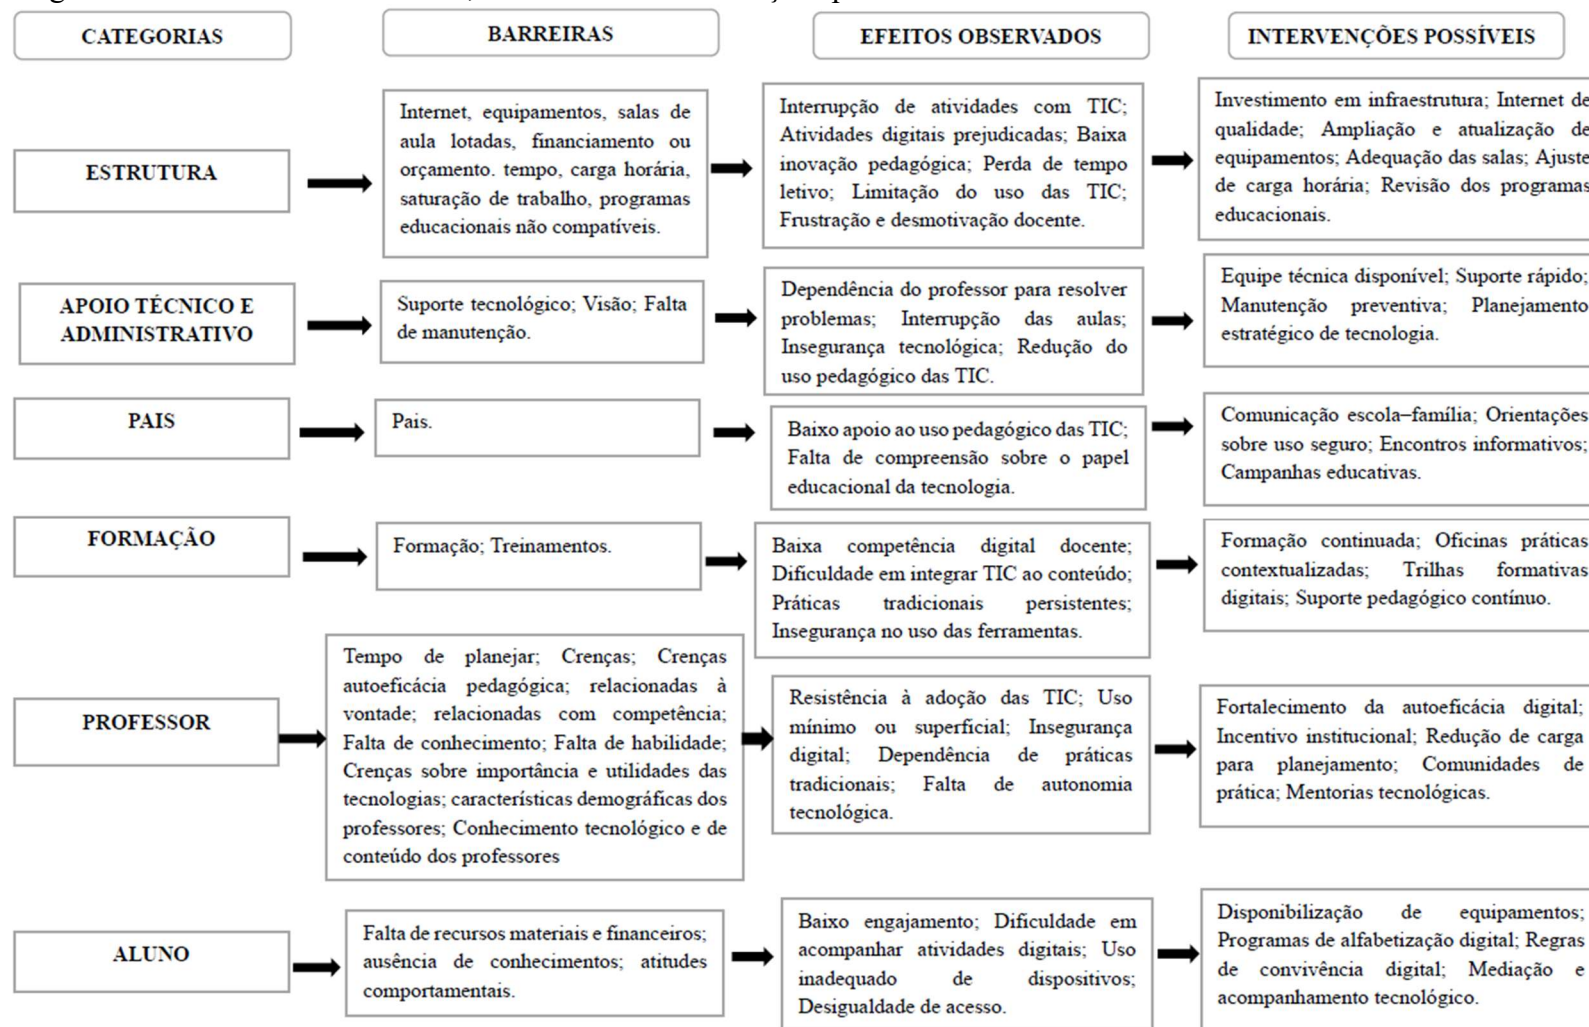 CATEGORIAS
BARREIRAS
EFEITOS OBSERVADOS
INTERVENÇÕES POSSÍVEIS
ESTRUTURA
Internet, equipamentos, salas de
aula lotadas, financiamento ou
orçamento. tempo, carga horária,
saturação de trabalho, programas
educacionais não compatíveis.
Interrupção de atividades com TIC;
Atividades digitais prejudicadas; Baixa
inovação pedagógica; Perda de tempo
letivo; Limitação do uso das TIC;
Frustração e desmotivação docente.
Investimento em infraestrutura; Internet de
qualidade; Ampliação e atualização de
equipamentos; Adequação das salas; Ajuste
de carga horária; Revisão dos programas
educacionais.
APOIO TÉCNICO E
ADMINISTRATIVO
Suporte tecnológico; Visão; Falta
de manutenção.
Dependência do professor para resolver
problemas; Interrupção das aulas;
Insegurança tecnológica; Redução do
uso pedagógico das TIC.
Equipe técnica disponível; Suporte rápido;
Manutenção preventiva; Planejamento
estratégico de tecnologia.
PAIS
Pais.
Baixo apoio ao uso pedagógico das TIC;
Falta de compreensão sobre o papel
educacional da tecnologia.
Comunicação escola–família; Orientações
sobre uso seguro; Encontros informativos;
Campanhas educativas.
FORMAÇÃO
Formação; Treinamentos.
Baixa competência digital docente;
Dificuldade em integrar TIC ao conteúdo;
Práticas tradicionais persistentes;
Insegurança no uso das ferramentas.
Formação continuada; Oficinas práticas
contextualizadas; Trilhas formativas
digitais; Suporte pedagógico contínuo.
PROFESSOR
Tempo de planejar; Crenças; Crenças
autoeficácia pedagógica; relacionadas à
vontade; relacionadas com competência;
Falta de conhecimento; Falta de habilidade;
Crenças sobre importância e utilidades das
tecnologias; características demográficas dos
professores; Conhecimento tecnológico e de
conteúdo dos professores
Resistência à adoção das TIC; Uso
mínimo ou superficial; Insegurança
digital; Dependência de práticas
tradicionais; Falta de autonomia
tecnológica.
Fortalecimento da autoeficácia digital;
Incentivo institucional; Redução de carga
para planejamento; Comunidades de
prática; Mentorias tecnológicas.
ALUNO
Falta de recursos materiais e financeiros;
ausência de conhecimentos; atitudes
comportamentais.
Baixo engajamento; Dificuldade em
acompanhar atividades digitais; Uso
inadequado de dispositivos;
Desigualdade de acesso.
Disponibilização de equipamentos;
Programas de alfabetização digital; Regras
de convivência digital; Mediação e
acompanhamento tecnológico.